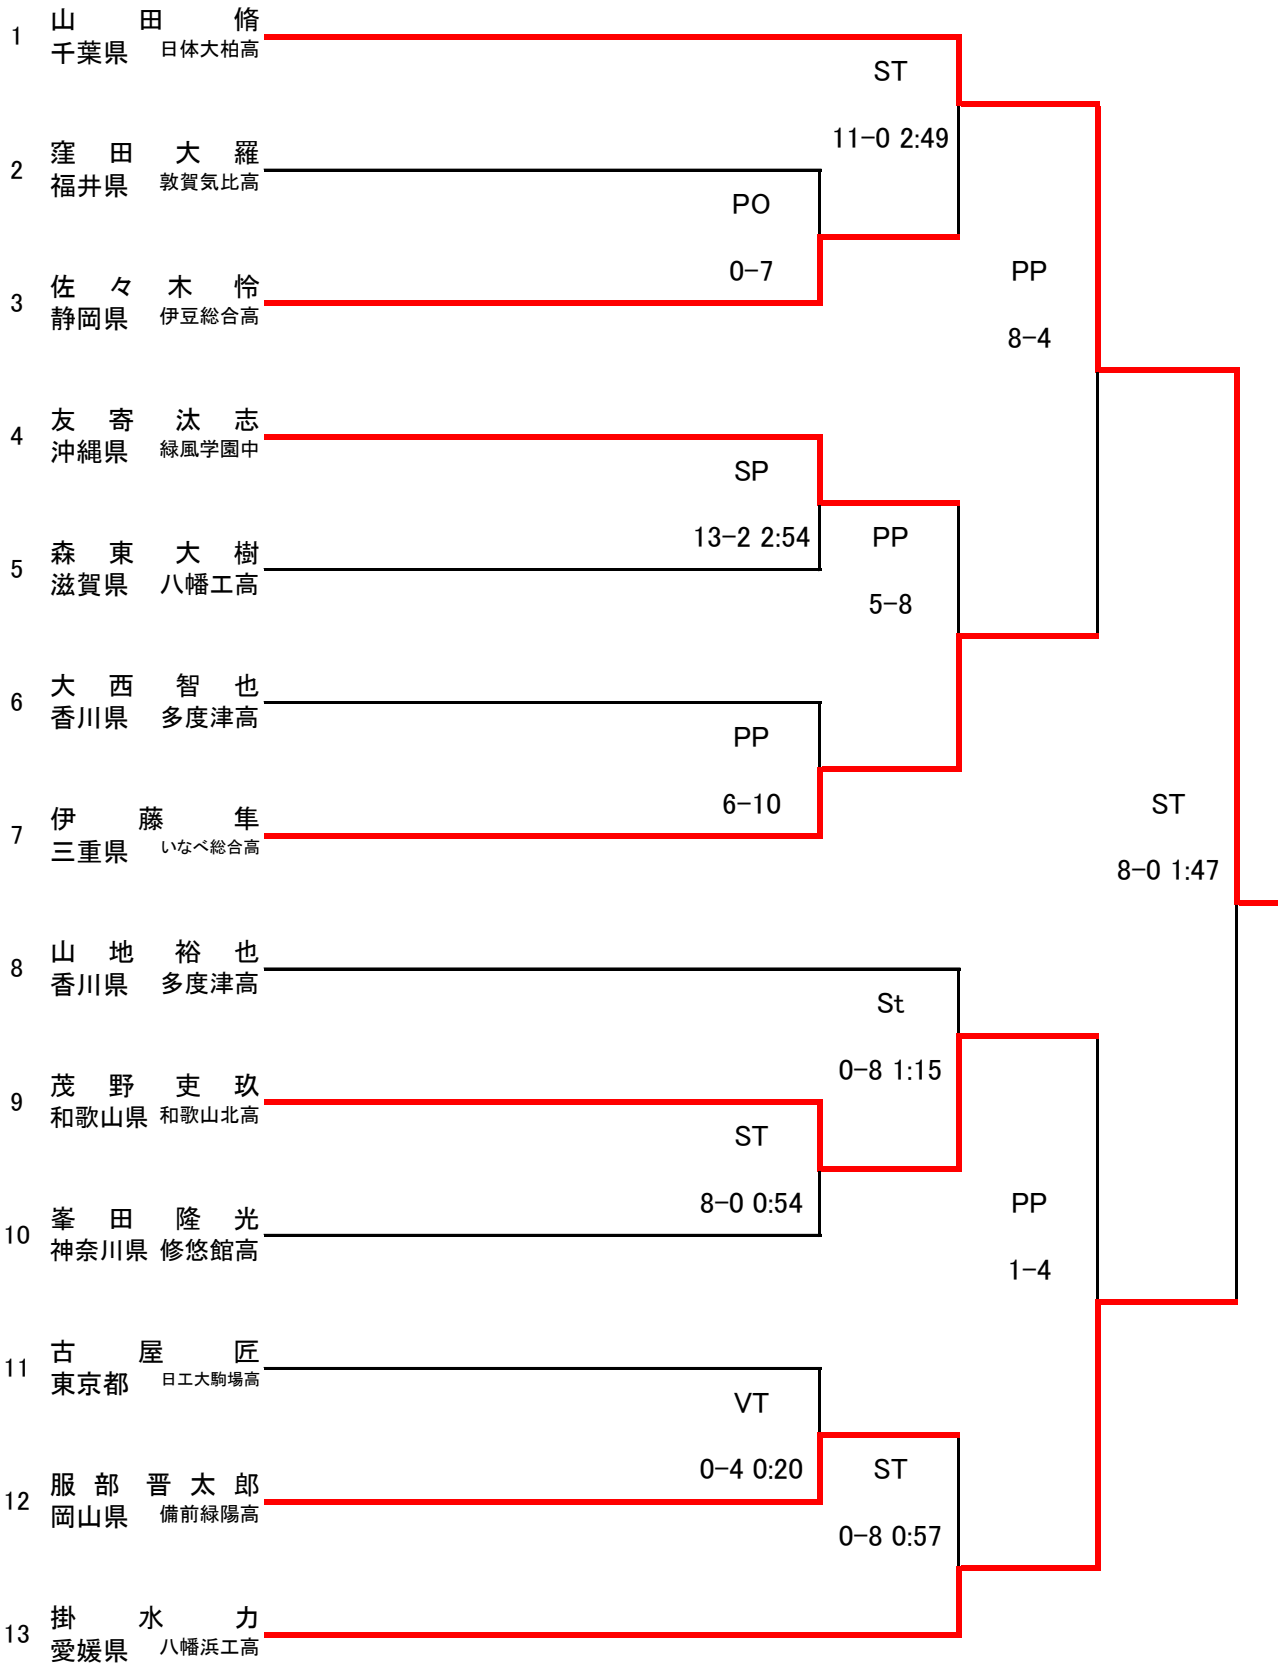 山田脩
1
千葉県 日体大柏高
ST
11-0 2:49
窪田大羅
2
福井県 敦賀気比高
PO
0-7
佐々木怜
3
静岡県 伊豆総合高
PP
8-4
友寄汰志
4
沖縄県 緑風学園中
SP
13-2 2:54
森東大樹
5
滋賀県 八幡工高
PP
5-8
大西智也
6
香川県 多度津高
PP
6-10
伊藤隼
7
三重県 いなべ総合高
ST
8-0 1:47
山地裕也
8
香川県 多度津高
St
0-8 1:15
茂野吏玖
9
和歌山県 和歌山北高
ST
8-0 0:54
峯田隆光
10
神奈川県 修悠館高
PP
1-4
古屋匠
11
東京都 日工大駒場高
VT
0-4 0:20
服部晋太郎
12
岡山県 備前緑陽高
ST
0-8 0:57
掛水力
13
愛媛県 八幡浜工高